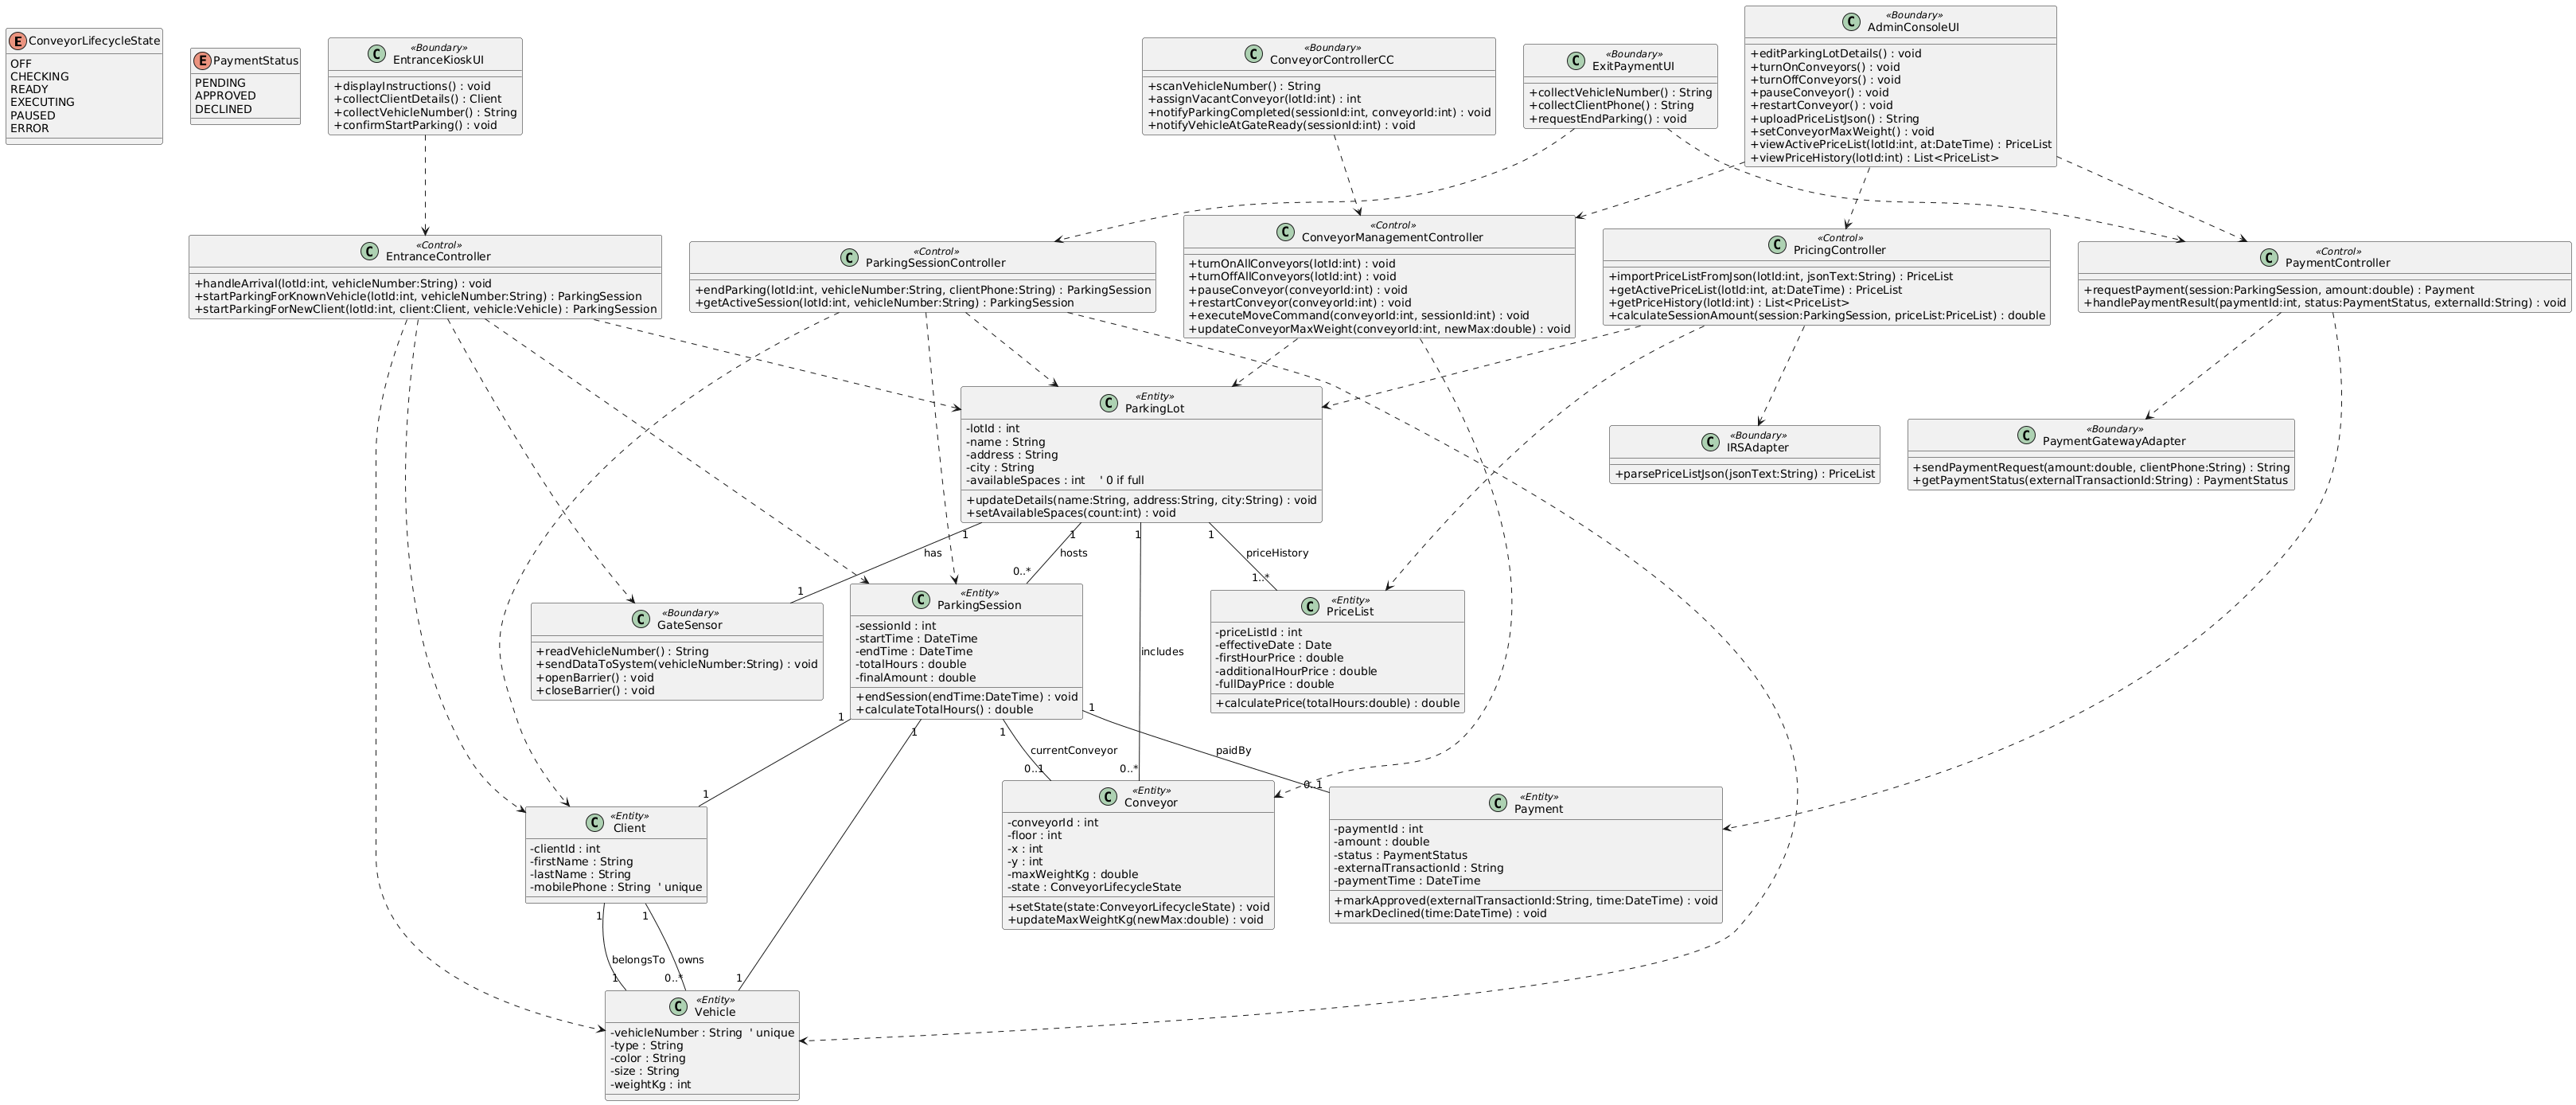 ConveyorLifecycleState
OFF
CHECKING
READY
EXECUTING
PAUSED
ERROR
PaymentStatus
PENDING
APPROVED
DECLINED
«Boundary»
EntranceKioskUI
+displayInstructions() : void
+collectClientDetails() : Client
+collectVehicleNumber() : String
+confirmStartParking() : void
«Boundary»
ConveyorControllerCC
+scanVehicleNumber() : String
+assignVacantConveyor(lotId:int) : int
+notifyParkingCompleted(sessionId:int, conveyorId:int) : void
+notifyVehicleAtGateReady(sessionId:int) : void
«Boundary»
ExitPaymentUI
+collectVehicleNumber() : String
+collectClientPhone() : String
+requestEndParking() : void
«Boundary»
AdminConsoleUI
+editParkingLotDetails() : void
+turnOnConveyors() : void
+turnOffConveyors() : void
+pauseConveyor() : void
+restartConveyor() : void
+uploadPriceListJson() : String
+setConveyorMaxWeight() : void
+viewActivePriceList(lotId:int, at:DateTime) : PriceList
+viewPriceHistory(lotId:int) : List<PriceList>
«Control»
EntranceController
+handleArrival(lotId:int, vehicleNumber:String) : void
+startParkingForKnownVehicle(lotId:int, vehicleNumber:String) : ParkingSession
+startParkingForNewClient(lotId:int, client:Client, vehicle:Vehicle) : ParkingSession
«Control»
ParkingSessionController
+endParking(lotId:int, vehicleNumber:String, clientPhone:String) : ParkingSession
+getActiveSession(lotId:int, vehicleNumber:String) : ParkingSession
«Control»
ConveyorManagementController
+turnOnAllConveyors(lotId:int) : void
+turnOffAllConveyors(lotId:int) : void
+pauseConveyor(conveyorId:int) : void
+restartConveyor(conveyorId:int) : void
+executeMoveCommand(conveyorId:int, sessionId:int) : void
+updateConveyorMaxWeight(conveyorId:int, newMax:double) : void
«Control»
PricingController
+importPriceListFromJson(lotId:int, jsonText:String) : PriceList
+getActivePriceList(lotId:int, at:DateTime) : PriceList
+getPriceHistory(lotId:int) : List<PriceList>
+calculateSessionAmount(session:ParkingSession, priceList:PriceList) : double
«Control»
PaymentController
+requestPayment(session:ParkingSession, amount:double) : Payment
+handlePaymentResult(paymentId:int, status:PaymentStatus, externalId:String) : void
«Entity»
ParkingLot
-lotId : int
-name : String
-address : String
-city : String
-availableSpaces : int    ' 0 if full
+updateDetails(name:String, address:String, city:String) : void
+setAvailableSpaces(count:int) : void
«Boundary»
IRSAdapter
+parsePriceListJson(jsonText:String) : PriceList
«Boundary»
PaymentGatewayAdapter
+sendPaymentRequest(amount:double, clientPhone:String) : String
+getPaymentStatus(externalTransactionId:String) : PaymentStatus
1
1
1
1
has
hosts
priceHistory
1
0..*
1..*
includes
«Boundary»
GateSensor
+readVehicleNumber() : String
+sendDataToSystem(vehicleNumber:String) : void
+openBarrier() : void
+closeBarrier() : void
«Entity»
ParkingSession
-sessionId : int
-startTime : DateTime
-endTime : DateTime
-totalHours : double
-finalAmount : double
+endSession(endTime:DateTime) : void
+calculateTotalHours() : double
«Entity»
PriceList
-priceListId : int
-effectiveDate : Date
-firstHourPrice : double
-additionalHourPrice : double
-fullDayPrice : double
+calculatePrice(totalHours:double) : double
1
1
1
1
currentConveyor
paidBy
1
0..1
0..*
0..1
«Entity»
Client
-clientId : int
-firstName : String
-lastName : String
-mobilePhone : String  ' unique
«Entity»
Conveyor
-conveyorId : int
-floor : int
-x : int
-y : int
-maxWeightKg : double
-state : ConveyorLifecycleState
+setState(state:ConveyorLifecycleState) : void
+updateMaxWeightKg(newMax:double) : void
«Entity»
Payment
-paymentId : int
-amount : double
-status : PaymentStatus
-externalTransactionId : String
-paymentTime : DateTime
+markApproved(externalTransactionId:String, time:DateTime) : void
+markDeclined(time:DateTime) : void
1
1
belongsTo
owns
1
0..*
1
«Entity»
Vehicle
-vehicleNumber : String  ' unique
-type : String
-color : String
-size : String
-weightKg : int